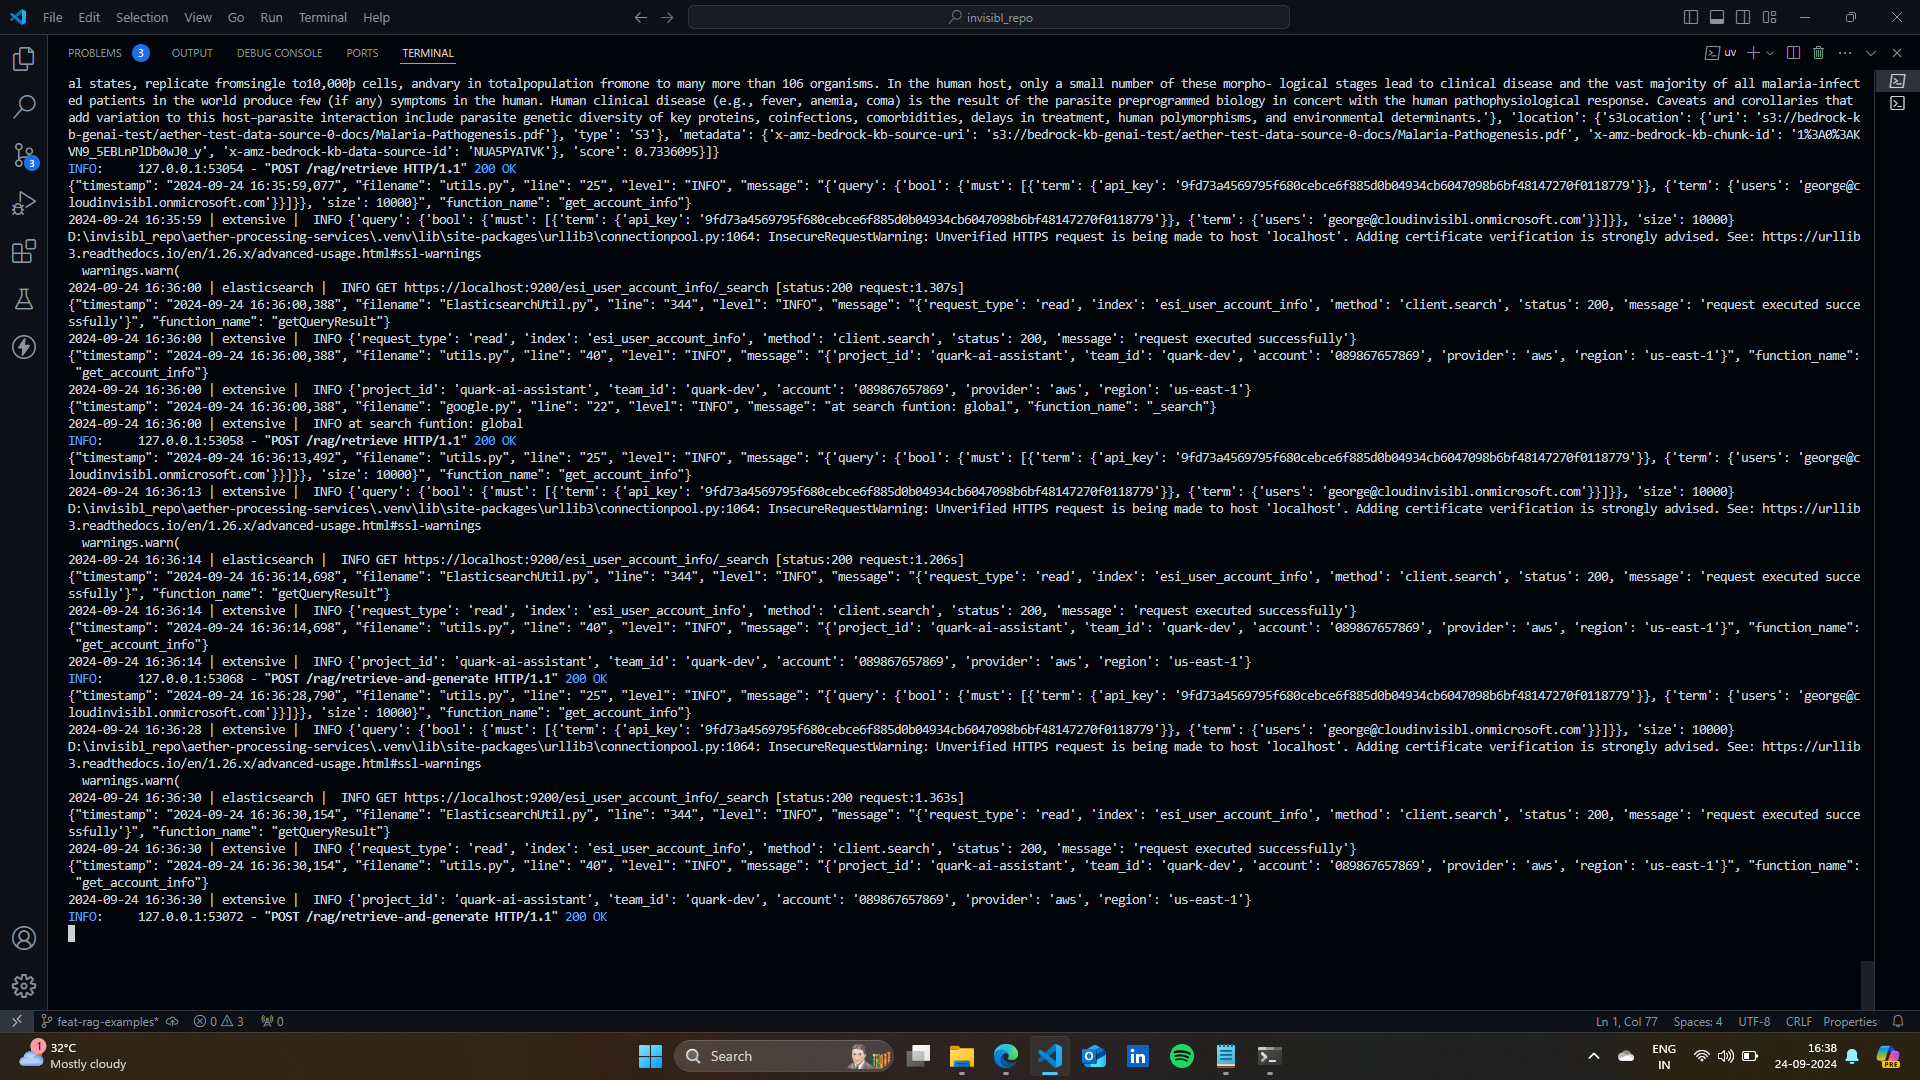 File Edit Selection View Go Run Terminal Help
invisibl_repo
PROBLEMS 3 OUTPUT DEBUG CONSOLE PORTS TERMINAL
uv
al states, replicate fromsingle to10,000þ cells, andvary in totalpopulation fromone to many more than 106 organisms. In the human host, only a small number of these morpho- logical stages lead to clinical disease and the vast majority of all malaria-infect
ed patients in the world produce few (if any) symptoms in the human. Human clinical disease (e.g., fever, anemia, coma) is the result of the parasite preprogrammed biology in concert with the human pathophysiological response. Caveats and corollaries that
add variation to this host-parasite interaction include parasite genetic diversity of key proteins, coinfections, comorbidities, delays in treatment, human polymorphisms, and environmental determinants.'}, 'location': {'s3Location': {'uri': 's3://bedrock-k
b-genai-test/aether-test-data-source-0-docs/Malaria-Pathogenesis.pdf'}, 'type': 'S3'}, 'metadata': {'x-amz-bedrock-kb-source-uri': 's3://bedrock-kb-genai-test/aether-test-data-source-0-docs/Malaria-Pathogenesis.pdf', 'x-amz-bedrock-kb-chunk-id': '1%3A0%3AK
VN9_5EBLnPlDb0wJ0_y', 'x-amz-bedrock-kb-data-source-id': 'NUA5PYATVK'}, 'score': 0.7336095}]}
INFO: 127.0.0.1:53054 - "POST /rag/retrieve HTTP/1.1" 200 OK
{"timestamp": "2024-09-24 16:35:59,077", "filename": "utils.py", "line": "25", "level": "INFO", "message": "{'query': {'bool': {'must': [{'term': {'api_key': '9fd73a4569795f680cebce6f885d0b04934cb6047098b6bf48147270f0118779'}}, {'term': {'users': 'george@c
loudinvisibl.onmicrosoft.com'}}]}}, 'size': 10000}", "function_name": "get_account_info"}
2024-09-24 16:35:59 | extensive | INFO {'query': {'bool': {'must': [{'term': {'api_key': '9fd73a4569795f680cebce6f885d0b04934cb6047098b6bf48147270f0118779'}}, {'term': {'users': 'george@cloudinvisibl.onmicrosoft.com'}}]}}, 'size': 10000}
D:\invisibl_repo\aether-processing-services\.venv\lib\site-packages\urllib3\connectionpool.py:1064: InsecureRequestWarning: Unverified HTTPS request is being made to host 'localhost'. Adding certificate verification is strongly advised. See: https://urllib
3.readthedocs.io/en/1.26.x/advanced-usage.html#ssl-warnings
warnings.warn(
2024-09-24 16:36:00 | elasticsearch | INFO GET https://localhost:9200/esi_user_account_info/_search [status:200 request:1.307s]
{"timestamp": "2024-09-24 16:36:00,388", "filename": "ElasticsearchUtil.py", "line": "344", "level": "INFO", "message": "{'request_type': 'read', 'index': 'esi_user_account_info', 'method': 'client.search', 'status': 200, 'message': 'request executed succe
ssfully'}", "function_name": "getQueryResult"}
2024-09-24 16:36:00 | extensive | INFO {'request_type': 'read', 'index': 'esi_user_account_info', 'method': 'client.search', 'status': 200, 'message': 'request executed successfully'}
{"timestamp": "2024-09-24 16:36:00,388", "filename": "utils.py", "line": "40", "level": "INFO", "message": "{'project_id': 'quark-ai-assistant', 'team_id': 'quark-dev', 'account': '089867657869', 'provider': 'aws', 'region': 'us-east-1'}", "function_name":
"get_account_info"}
2024-09-24 16:36:00 | extensive | INFO {'project_id': 'quark-ai-assistant', 'team_id': 'quark-dev', 'account': '089867657869', 'provider': 'aws', 'region': 'us-east-1'}
{"timestamp": "2024-09-24 16:36:00,388", "filename": "google.py", "line": "22", "level": "INFO", "message": "at search funtion: global", "function_name": "_search"}
2024-09-24 16:36:00 | extensive | INFO at search funtion: global
INFO: 127.0.0.1:53058 - "POST /rag/retrieve HTTP/1.1" 200 OK
{"timestamp": "2024-09-24 16:36:13,492", "filename": "utils.py", "line": "25", "level": "INFO", "message": "{'query': {'bool': {'must': [{'term': {'api_key': '9fd73a4569795f680cebce6f885d0b04934cb6047098b6bf48147270f0118779'}}, {'term': {'users': 'george@c
loudinvisibl.onmicrosoft.com'}}]}}, 'size': 10000}", "function_name": "get_account_info"}
2024-09-24 16:36:13 | extensive | INFO {'query': {'bool': {'must': [{'term': {'api_key': '9fd73a4569795f680cebce6f885d0b04934cb6047098b6bf48147270f0118779'}}, {'term': {'users': 'george@cloudinvisibl.onmicrosoft.com'}}]}}, 'size': 10000}
D:\invisibl_repo\aether-processing-services\.venv\lib\site-packages\urllib3\connectionpool.py:1064: InsecureRequestWarning: Unverified HTTPS request is being made to host 'localhost'. Adding certificate verification is strongly advised. See: https://urllib
3.readthedocs.io/en/1.26.x/advanced-usage.html#ssl-warnings
warnings.warn(
2024-09-24 16:36:14 | elasticsearch | INFO GET https://localhost:9200/esi_user_account_info/_search [status:200 request:1.206s]
{"timestamp": "2024-09-24 16:36:14,698", "filename": "ElasticsearchUtil.py", "line": "344", "level": "INFO", "message": "{'request_type': 'read', 'index': 'esi_user_account_info', 'method': 'client.search', 'status': 200, 'message': 'request executed succe
ssfully'}", "function_name": "getQueryResult"}
2024-09-24 16:36:14 | extensive | INFO {'request_type': 'read', 'index': 'esi_user_account_info', 'method': 'client.search', 'status': 200, 'message': 'request executed successfully'}
{"timestamp": "2024-09-24 16:36:14,698", "filename": "utils.py", "line": "40", "level": "INFO", "message": "{'project_id': 'quark-ai-assistant', 'team_id': 'quark-dev', 'account': '089867657869', 'provider': 'aws', 'region': 'us-east-1'}", "function_name":
"get_account_info"}
2024-09-24 16:36:14 | extensive | INFO {'project_id': 'quark-ai-assistant', 'team_id': 'quark-dev', 'account': '089867657869', 'provider': 'aws', 'region': 'us-east-1'}
INFO: 127.0.0.1:53068 - "POST /rag/retrieve-and-generate HTTP/1.1" 200 OK
{"timestamp": "2024-09-24 16:36:28,790", "filename": "utils.py", "line": "25", "level": "INFO", "message": "{'query': {'bool': {'must': [{'term': {'api_key': '9fd73a4569795f680cebce6f885d0b04934cb6047098b6bf48147270f0118779'}}, {'term': {'users': 'george@c
loudinvisibl.onmicrosoft.com'}}]}}, 'size': 10000}", "function_name": "get_account_info"}
2024-09-24 16:36:28 | extensive | INFO {'query': {'bool': {'must': [{'term': {'api_key': '9fd73a4569795f680cebce6f885d0b04934cb6047098b6bf48147270f0118779'}}, {'term': {'users': 'george@cloudinvisibl.onmicrosoft.com'}}]}}, 'size': 10000}
D:\invisibl_repo\aether-processing-services\.venv\lib\site-packages\urllib3\connectionpool.py:1064: InsecureRequestWarning: Unverified HTTPS request is being made to host 'localhost'. Adding certificate verification is strongly advised. See: https://urllib
3.readthedocs.io/en/1.26.x/advanced-usage.html#ssl-warnings
warnings.warn(
2024-09-24 16:36:30 | elasticsearch | INFO GET https://localhost:9200/esi_user_account_info/_search [status:200 request:1.363s]
{"timestamp": "2024-09-24 16:36:30,154", "filename": "ElasticsearchUtil.py", "line": "344", "level": "INFO", "message": "{'request_type': 'read', 'index': 'esi_user_account_info', 'method': 'client.search', 'status': 200, 'message': 'request executed succe
ssfully'}", "function_name": "getQueryResult"}
2024-09-24 16:36:30 | extensive | INFO {'request_type': 'read', 'index': 'esi_user_account_info', 'method': 'client.search', 'status': 200, 'message': 'request executed successfully'}
{"timestamp": "2024-09-24 16:36:30,154", "filename": "utils.py", "line": "40", "level": "INFO", "message": "{'project_id': 'quark-ai-assistant', 'team_id': 'quark-dev', 'account': '089867657869', 'provider': 'aws', 'region': 'us-east-1'}", "function_name":
"get_account_info"}
2024-09-24 16:36:30 | extensive | INFO {'project_id': 'quark-ai-assistant', 'team_id': 'quark-dev', 'account': '089867657869', 'provider': 'aws', 'region': 'us-east-1'}
INFO: 127.0.0.1:53072 - "POST /rag/retrieve-and-generate HTTP/1.1" 200 OK
3
feat-rag-examples* 0 3 0 Ln 1, Col 77 Spaces: 4 UTF-8 CRLF Properties
1 32°C
Mostly cloudy
Search
ENG
IN
16:38
24-09-2024
PRE